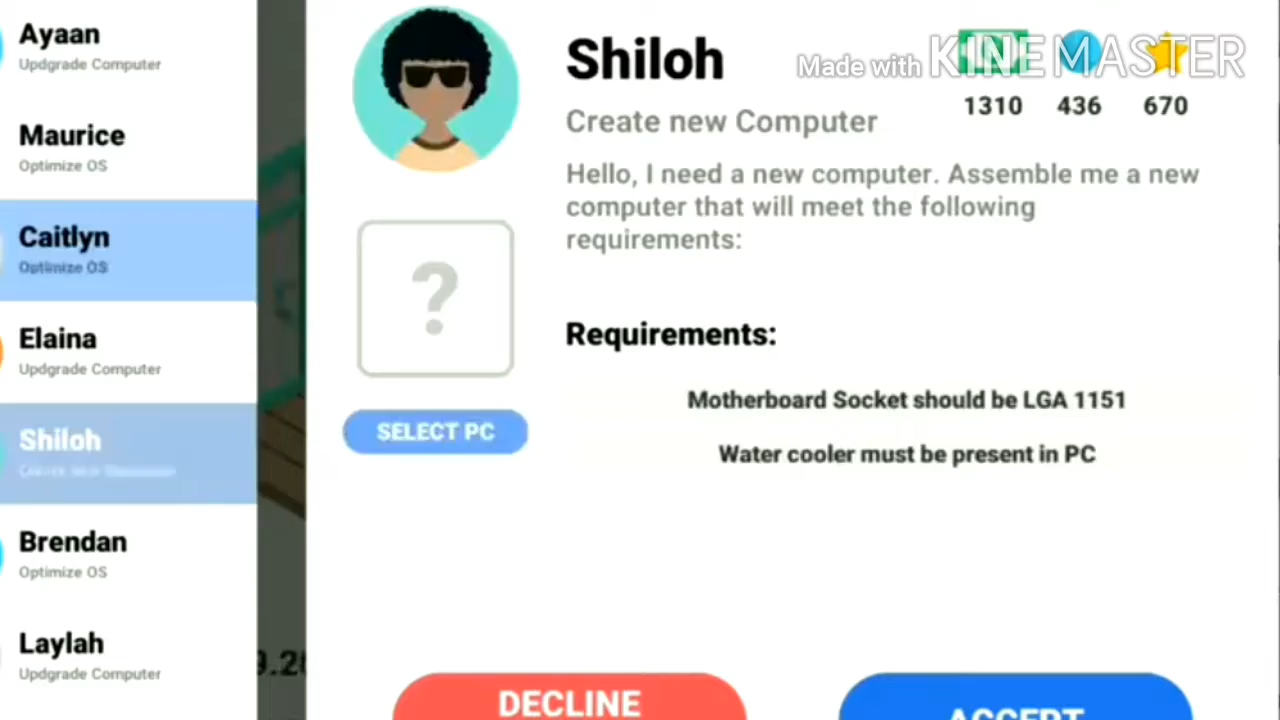 Ayaan
Updgrade Computer
Maurice
Optimize OS
Caitlyn
Optimize OS
Elaina
Updgrade Computer
Shiloh
Brendan
Optimize OS
Laylah
Updgrade Computer
Shiloh
Made with KINEMASTER
1310 436 670
Create new Computer
Hello, I need a new computer. Assemble me a new
computer that will meet the following
requirements:
?
SELECT PC
Requirements:
Motherboard Socket should be LGA 1151
Water cooler must be present in PC
DECLINE
ACCEPT